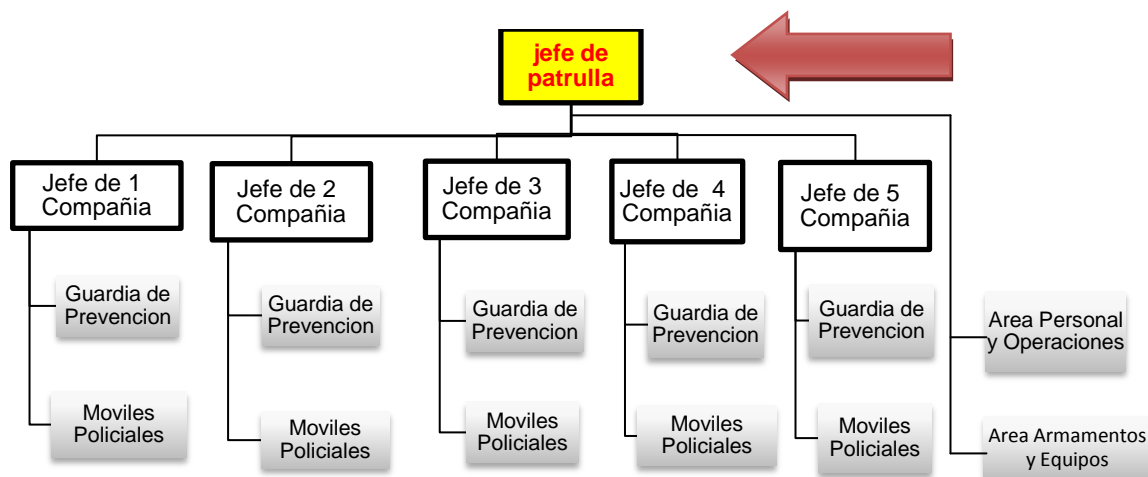 jefe de
patrulla
Jefe de 1
Compañia
Jefe de 2
Compañia
Jefe de 3
Compañia
Jefe de 4
Compañia
Jefe de 5
Compañia
Guardia de
Prevencion
Guardia de
Prevencion
Guardia de
Prevencion
Guardia de
Prevencion
Guardia de
Prevencion
Area Personal
y Operaciones
Moviles
Policiales
Moviles
Policiales
Moviles
Policiales
Moviles
Policiales
Moviles
Policiales
Area Armamentos
y Equipos